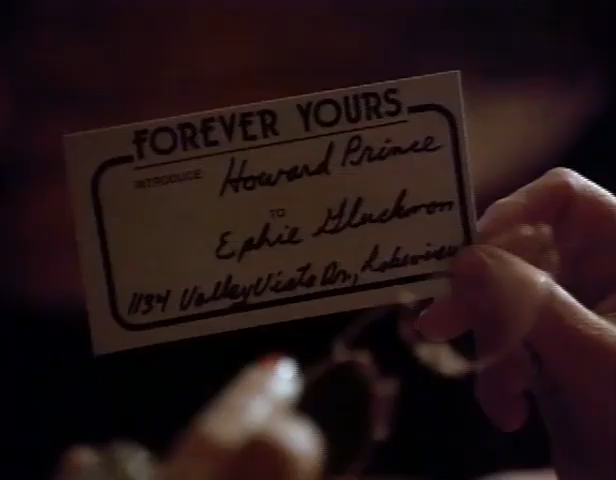 FOREVER YOURS
INTRODUCE: Howard Prince
TO
Ephie Gluckman
1134 Valley Vista Dr., Lakeview